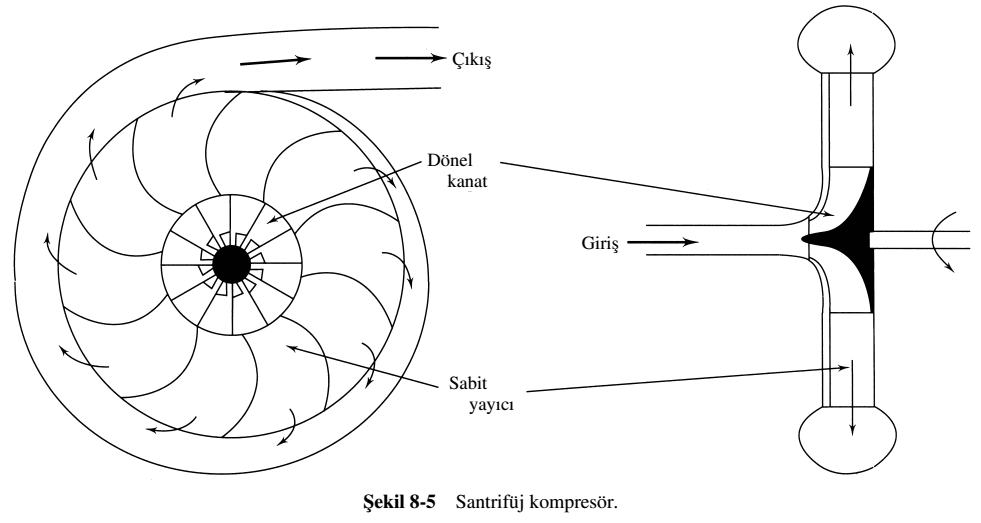 Çıkış
Dönel
kanat
Giriş
Sabit
yayıcı
Şekil 8-5 Santrifüj kompresör.